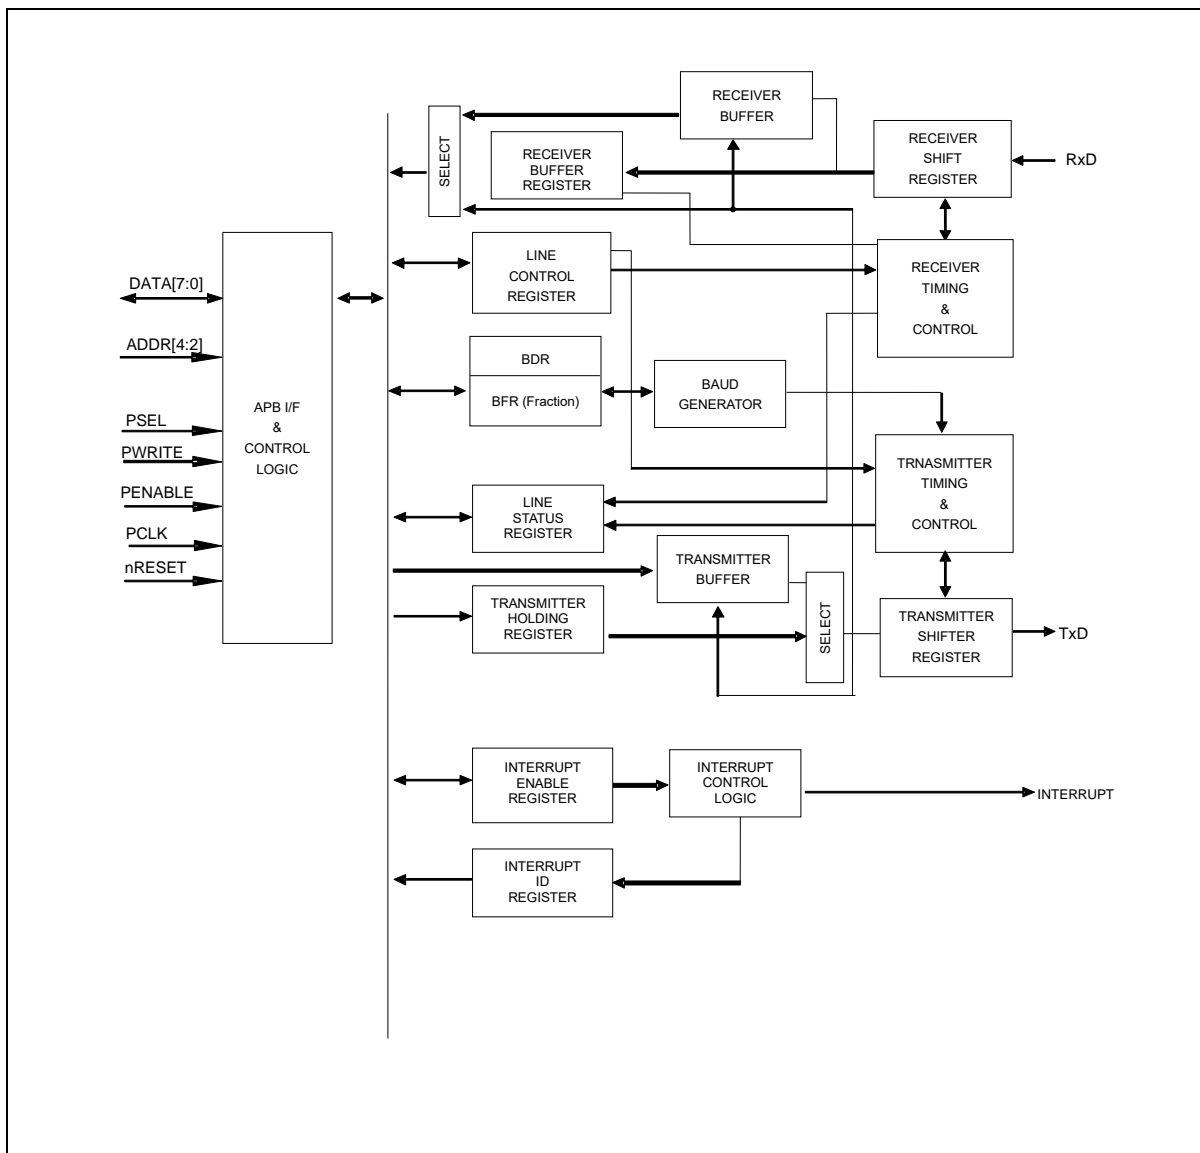 RECEIVER
BUFFER
SELECT
RECEIVER
BUFFER
REGISTER
RECEIVER
SHIFT
REGISTER
RxD
LINE
CONTROL
REGISTER
RECEIVER
TIMING
&
CONTROL
DATA[7:0]
ADDR[4:2]
PSEL
PWRITE
PENABLE
PCLK
nRESET
APB I/F
&
CONTROL
LOGIC
BDR
BFR (Fraction)
BAUD
GENERATOR
TRNASMITTER
TIMING
&
CONTROL
LINE
STATUS
REGISTER
TRANSMITTER
BUFFER
TRANSMITTER
HOLDING
REGISTER
SELECT
TRANSMITTER
SHIFTER
REGISTER
TxD
INTERRUPT
ENABLE
REGISTER
INTERRUPT
CONTROL
LOGIC
INTERRUPT
INTERRUPT
ID
REGISTER